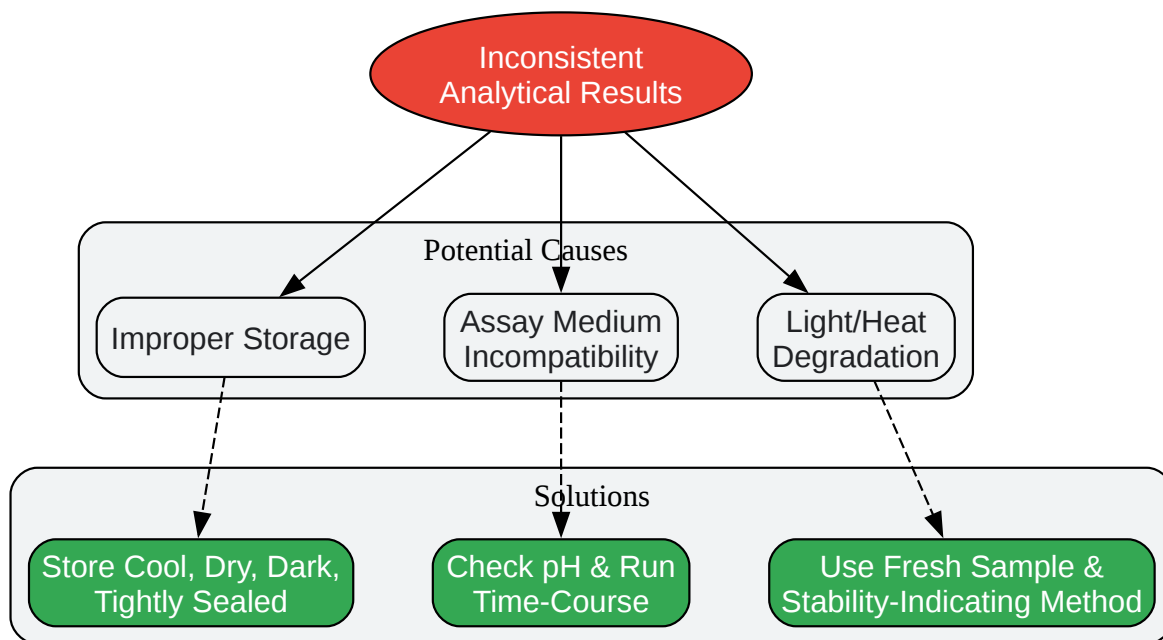 Inconsistent
Analytical Results
Potential Causes
Improper Storage
Assay Medium
Incompatibility
Light/Heat
Degradation
Solutions
Store Cool, Dry, Dark,
Tightly Sealed
Check pH & Run
Time-Course
Use Fresh Sample &
Stability-Indicating Method